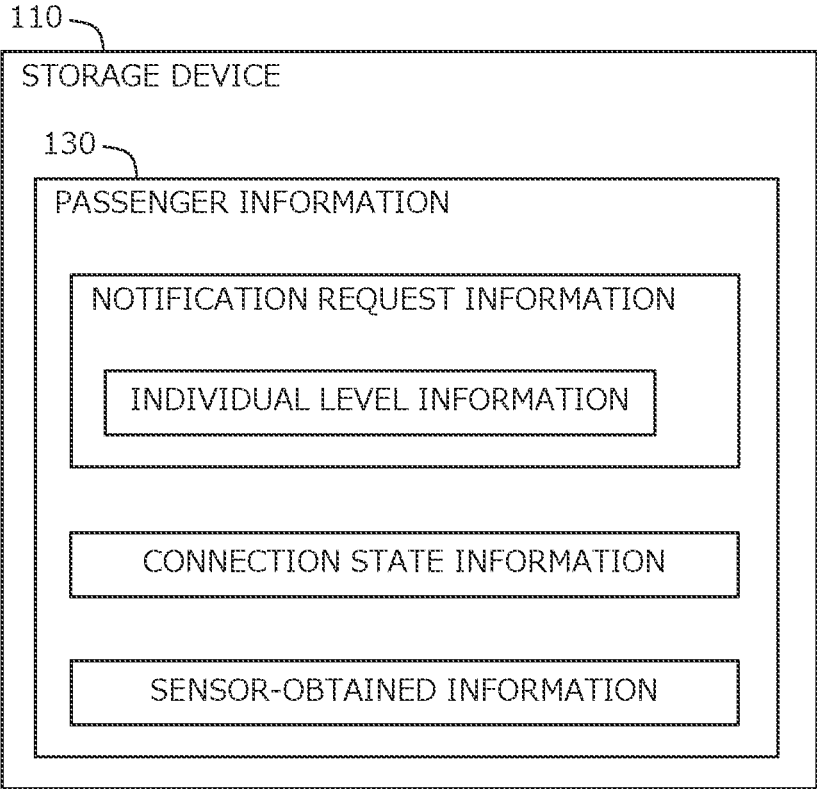 110
STORAGE DEVICE
130
PASSENGER INFORMATION
NOTIFICATION REQUEST INFORMATION
INDIVIDUAL LEVEL INFORMATION
CONNECTION STATE INFORMATION
SENSOR-OBTAINED INFORMATION